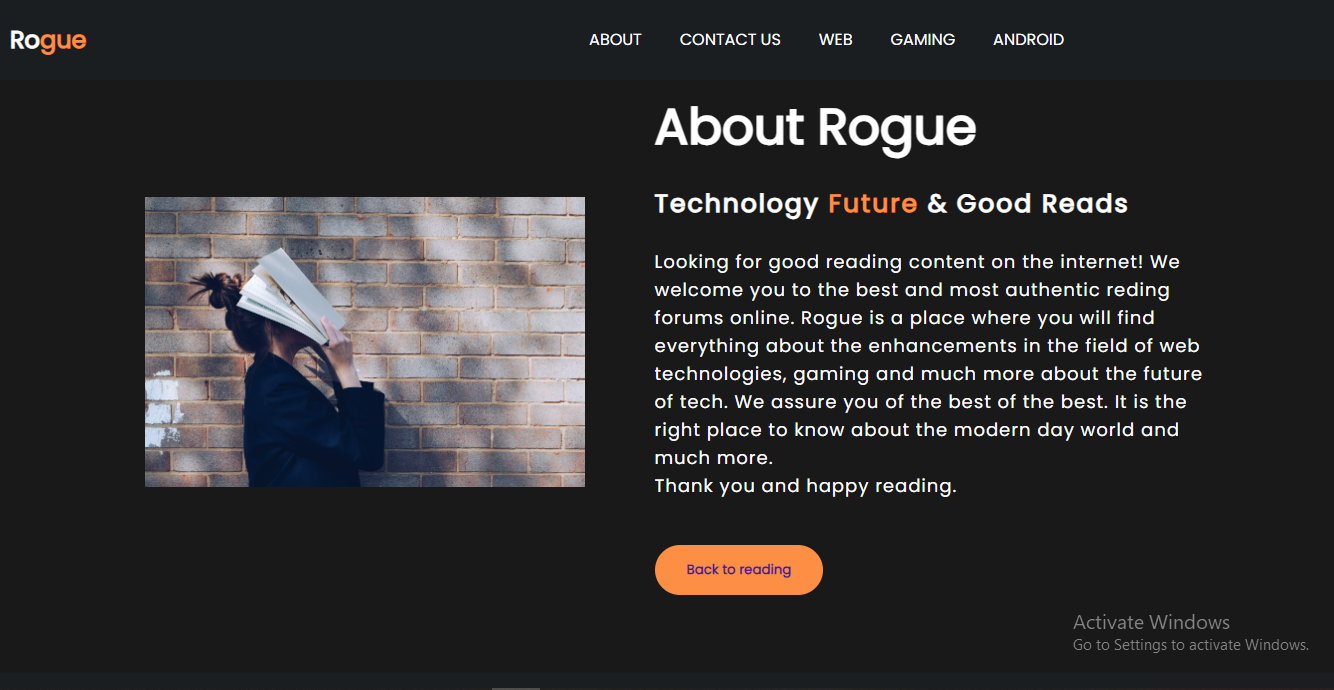 Rogue
ABOUT CONTACT US WEB GAMING ANDROID
About Rogue
Technology Future & Good Reads
Looking for good reading content on the internet! We
welcome you to the best and most authentic reding
forums online. Rogue is a place where you will find
everything about the enhancements in the field of web
technologies, gaming and much more about the future
of tech. We assure you of the best of the best. It is the
right place to know about the modern day world and
much more.
Thank you and happy reading.
Back to reading
Activate Windows
Go to Settings to activate Windows.